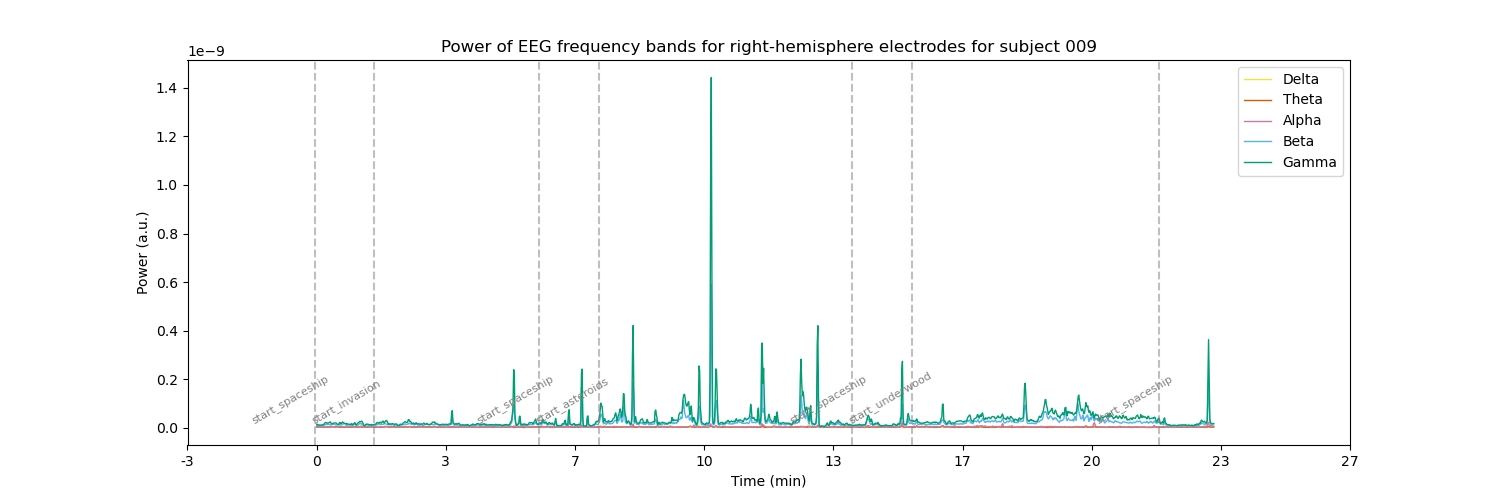 Power of EEG frequency bands for right-hemisphere electrodes for subject 009
1e−9
Power (a.u.)
1.4
1.2
1.0
0.8
0.6
0.4
0.2
0.0
Delta
Theta
Alpha
Beta
Gamma
start_spaceship
start_invasion
start_spaceship
start_asteroids
start_spaceship
start_underwood
start_spaceship
-3
0
3
7
10
13
17
20
23
27
Time (min)